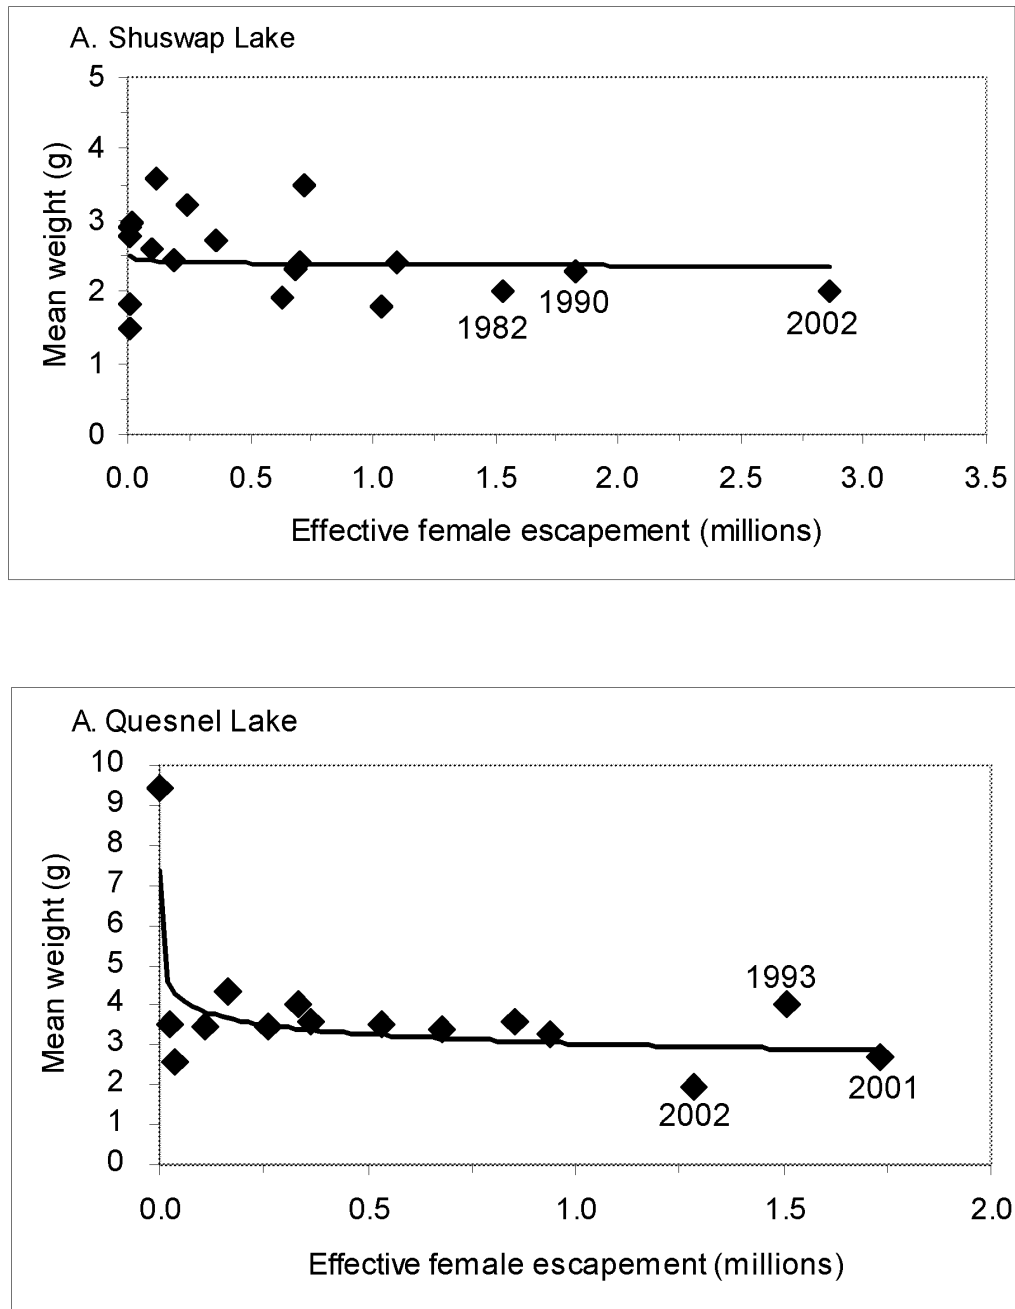 A. Shuswap Lake
5
4
3
2
1
0
Mean weight (g)
1982
1990
2002
0.0 0.5 1.0 1.5 2.0 2.5 3.0 3.5
Effective female escapement (millions)
A. Quesnel Lake
10
9
8
7
6
5
4
3
2
1
0
Mean weight (g)
1993
2001
2002
0.0 0.5 1.0 1.5 2.0
Effective female escapement (millions)